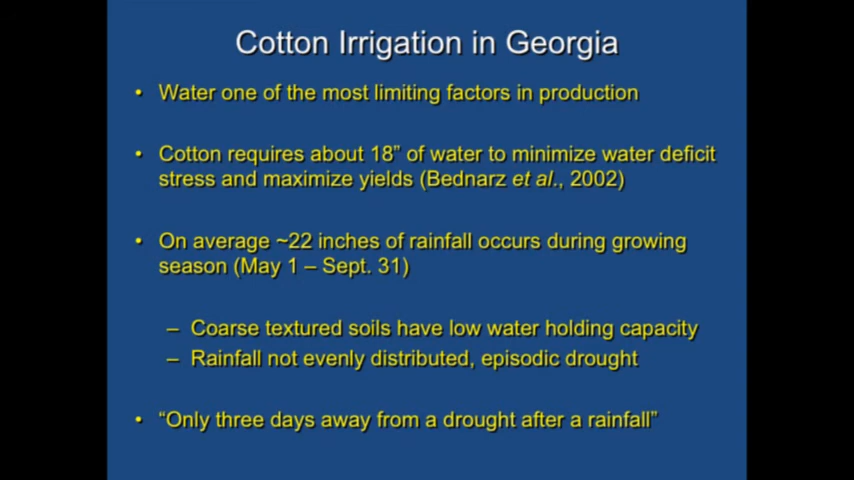 Cotton Irrigation in Georgia
• Water one of the most limiting factors in production
• Cotton requires about 18” of water to minimize water deficit
stress and maximize yields (Bednarz et al., 2002)
• On average ~22 inches of rainfall occurs during growing
season (May 1 – Sept. 31)
– Coarse textured soils have low water holding capacity
– Rainfall not evenly distributed, episodic drought
• “Only three days away from a drought after a rainfall”